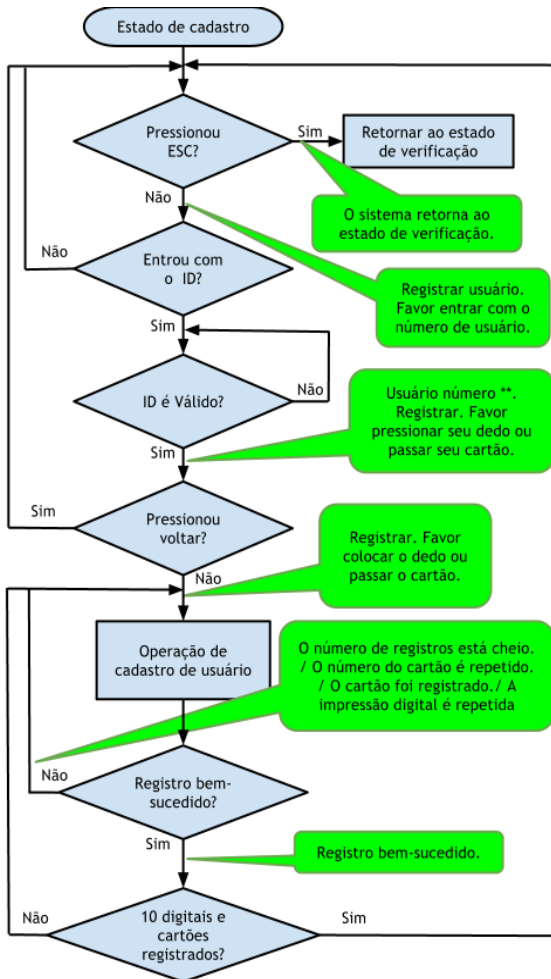 Estado de cadastro
Pressionou
ESC?
Sim
Retornar ao estado
de verificação
Não
O sistema retorna ao
estado de verificação.
Não
Entrou com
o ID?
Registrar usuário.
Favor entrar com o
número de usuário.
Sim
ID é Válido?
Não
Usuário número **.
Registrar. Favor
pressionar seu dedo ou
passar seu cartão.
Sim
Sim
Pressionou
voltar?
Registrar. Favor
colocar o dedo ou
passar o cartão.
Não
Operação de
cadastro de usuário
O número de registros está cheio.
/ O número do cartão é repetido.
/ O cartão foi registrado./ A
impressão digital é repetida
Não
Registro bem-
sucedido?
Sim
Registro bem-sucedido.
Não
10 digitais e
cartões
registrados?
Sim